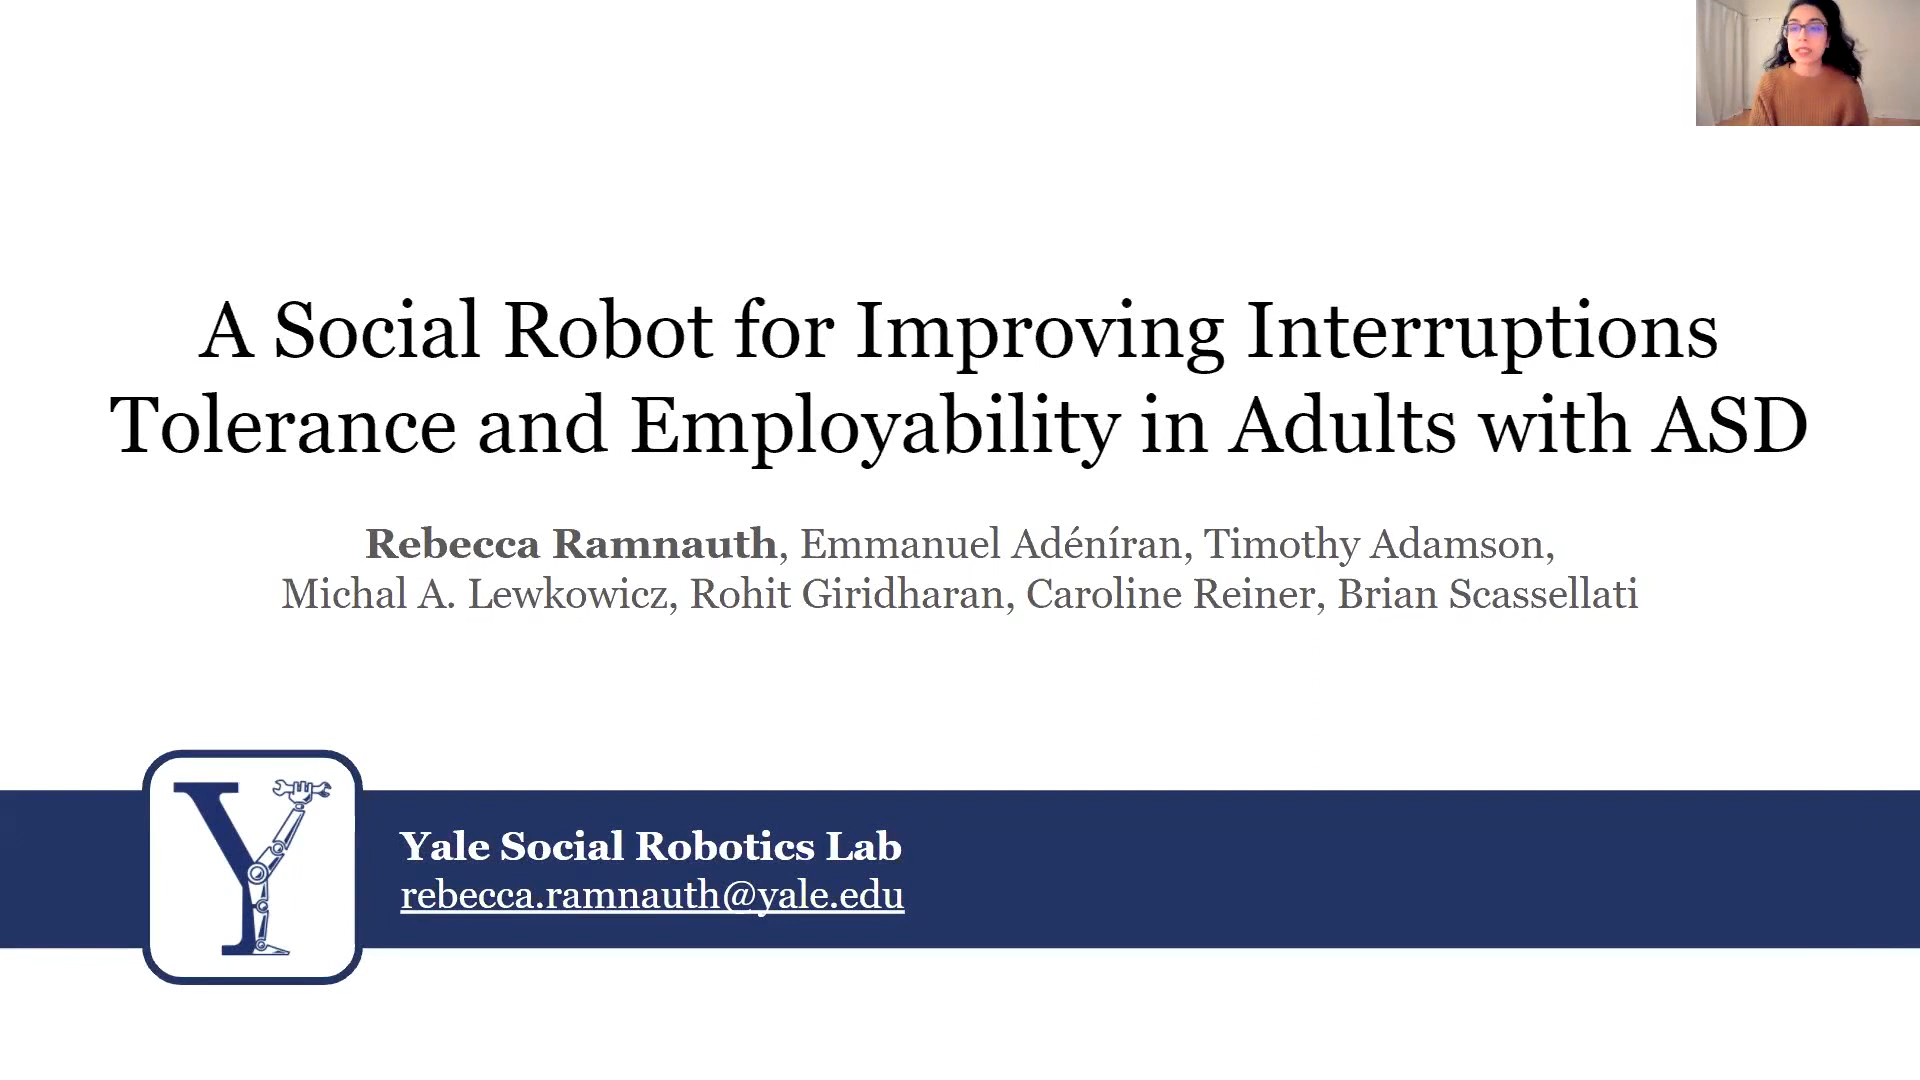 A Social Robot for Improving Interruptions
Tolerance and Employability in Adults with ASD
Rebecca Ramnauth, Emmanuel Adéníran, Timothy Adamson,
Michal A. Lewkowicz, Rohit Giridharan, Caroline Reiner, Brian Scassellati
Yale Social Robotics Lab
rebecca.ramnauth@yale.edu